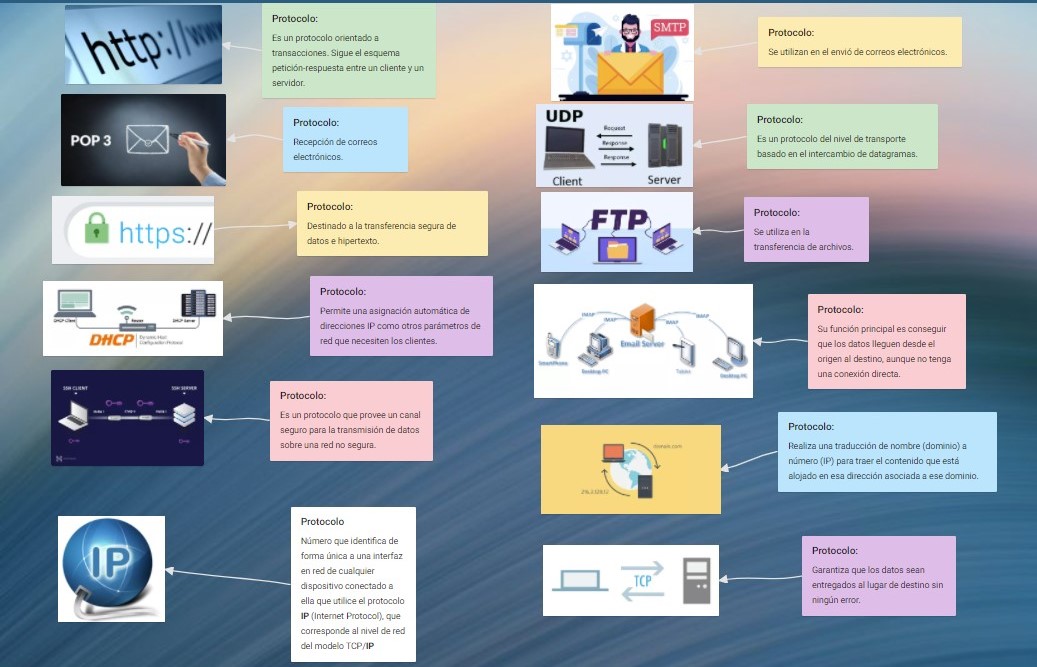 http://www
Protocolo:
Es un protocolo orientado a
transacciones. Sigue el esquema
petición-respuesta entre un cliente y un
servidor.
POP 3
Protocolo:
Recepción de correos
electrónicos.
https://
Protocolo:
Destinado a la transferencia segura de
datos e hipertexto.
DHCP Client
Router
DHCP Server
DHCP
Dynamic Host
Configuration Protocol
Protocolo:
Permite una asignación automática de
direcciones IP como otros parámetros de
red que necesiten los clientes.
SSH CLIENT
SSH SERVER
Protocolo:
Es un protocolo que provee un canal
seguro para la transmisión de datos
sobre una red no segura.
IP
Protocolo
Número que identifica de
forma única a una interfaz
en red de cualquier
dispositivo conectado a
ella que utilice el protocolo
IP (Internet Protocol), que
corresponde al nivel de red
del modelo TCP/IP
SMTP
Protocolo:
Se utilizan en el envió de correos electrónicos.
UDP
Request
Response
Response
Client
Server
Protocolo:
Es un protocolo del nivel de transporte
basado en el intercambio de datagramas.
FTP
Protocolo:
Se utiliza en la
transferencia de archivos.
IMAP
IMAP
IMAP
IMAP
Email Server
SmartPhone
Desktop PC
Tablet
Desktop PC
Protocolo:
Su función principal es conseguir
que los datos lleguen desde el
origen al destino, aunque no tenga
una conexión directa.
domain.com
Protocolo:
Realiza una traducción de nombre (dominio) a
número (IP) para traer el contenido que está
alojado en esa dirección asociada a ese dominio.
TCP
Protocolo:
Garantiza que los datos sean
entregados al lugar de destino sin
ningún error.